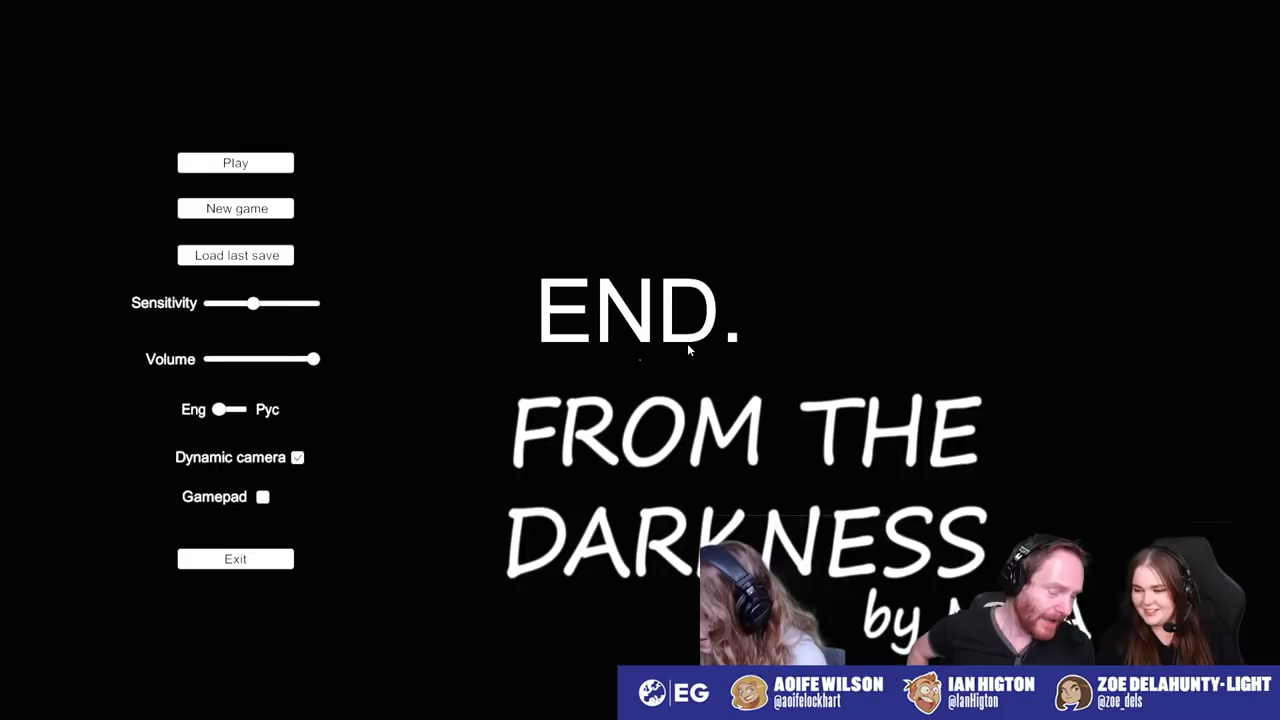 Play
New game
Load last save
Sensitivity
Volume
Eng Рус
Dynamic camera
Gamepad
Exit
END.
FROM THE
DARKNESS
by
EG
AOIFE WILSON
@aoifelockhart
IAN HIGTON
@IanHigton
ZOE DELAHUNTY-LIGHT
@zoe_dels